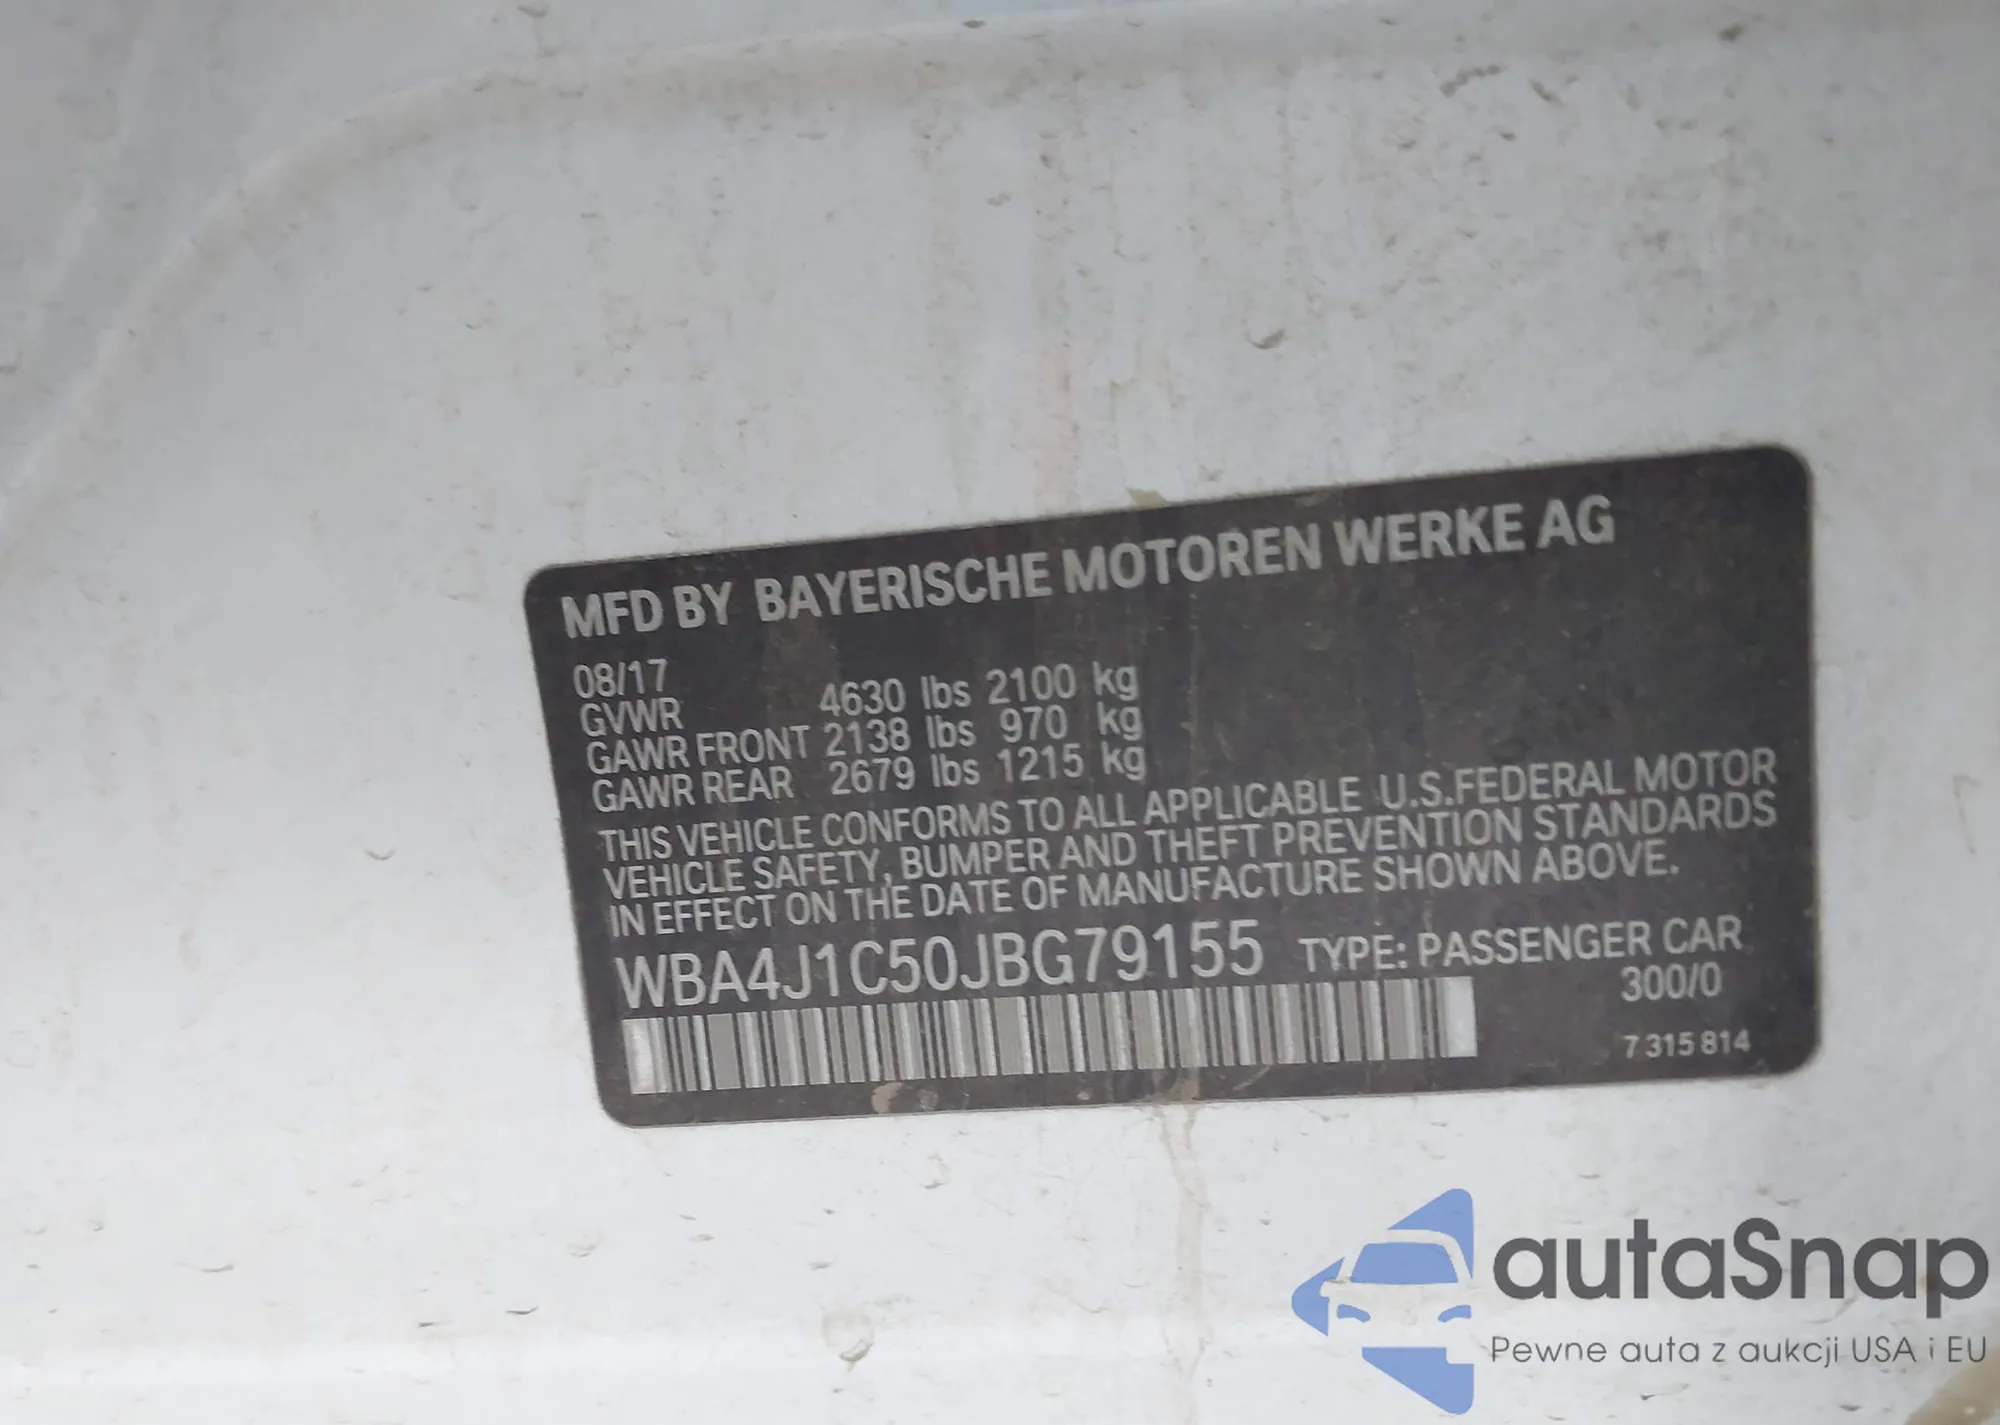 MFD BY BAYERISCHE MOTOREN WERKE AG
08/17
GVWR 4630 lbs 2100 kg
GAWR FRONT 2138 lbs 970 kg
GAWR REAR 2679 lbs 1215 kg
THIS VEHICLE CONFORMS TO ALL APPLICABLE U.S.FEDERAL MOTOR
VEHICLE SAFETY, BUMPER AND THEFT PREVENTION STANDARDS
IN EFFECT ON THE DATE OF MANUFACTURE SHOWN ABOVE.
WBA4J1C50JBG79155 TYPE: PASSENGER CAR
300/0
7 315 814
autaSnap
Pewne auta z aukcji USA i EU